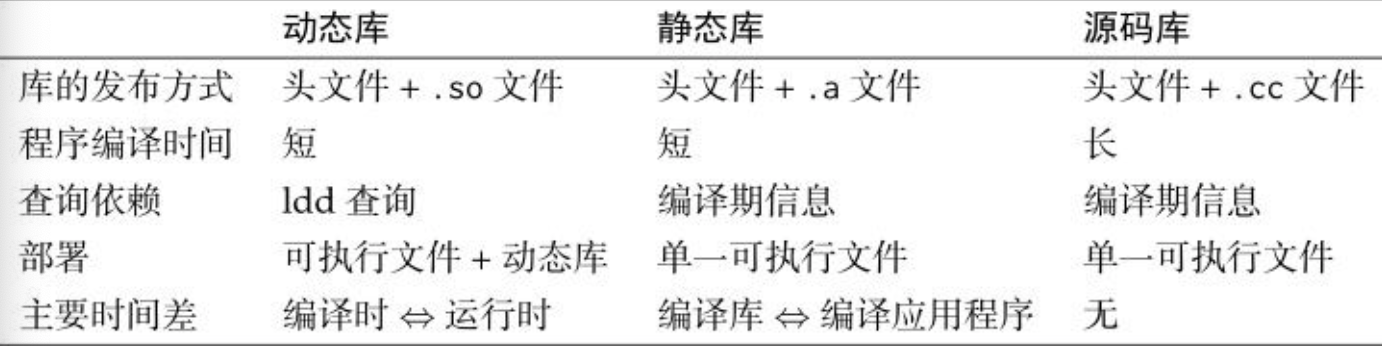 动态库 静态库 源码库
库的发布方式 头文件 + .so 文件 头文件 + .a 文件 头文件 + .cc 文件
程序编译时间 短 短 长
查询依赖 ldd 查询 编译期信息 编译期信息
部署 可执行文件 + 动态库 单一可执行文件 单一可执行文件
主要时间差 编译时 ⇔ 运行时 编译库 ⇔ 编译应用程序 无